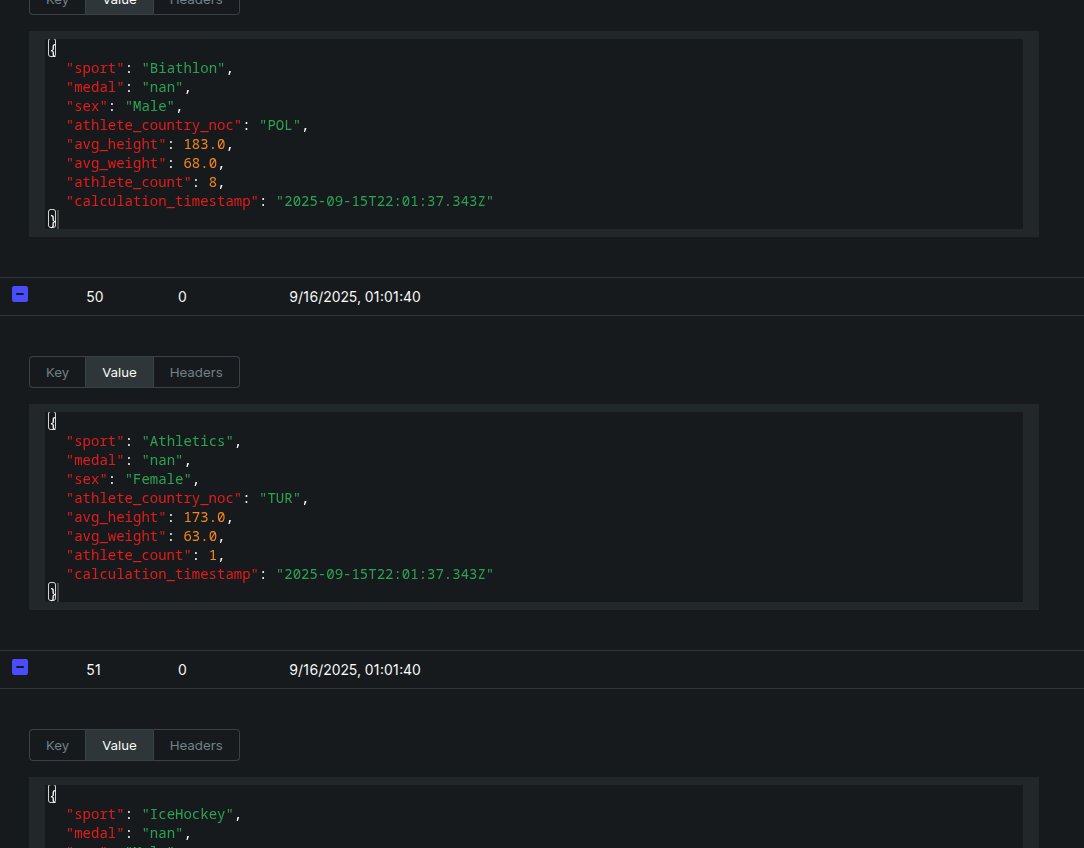 Key Value Headers
{
"sport": "Biathlon",
"medal": "nan",
"sex": "Male",
"athlete_country_noc": "POL",
"avg_height": 183.0,
"avg_weight": 68.0,
"athlete_count": 8,
"calculation_timestamp": "2025-09-15T22:01:37.343Z"
}
50 0 9/16/2025, 01:01:40
Key Value Headers
{
"sport": "Athletics",
"medal": "nan",
"sex": "Female",
"athlete_country_noc": "TUR",
"avg_height": 173.0,
"avg_weight": 63.0,
"athlete_count": 1,
"calculation_timestamp": "2025-09-15T22:01:37.343Z"
}
51 0 9/16/2025, 01:01:40
Key Value Headers
{
"sport": "IceHockey",
"medal": "nan",